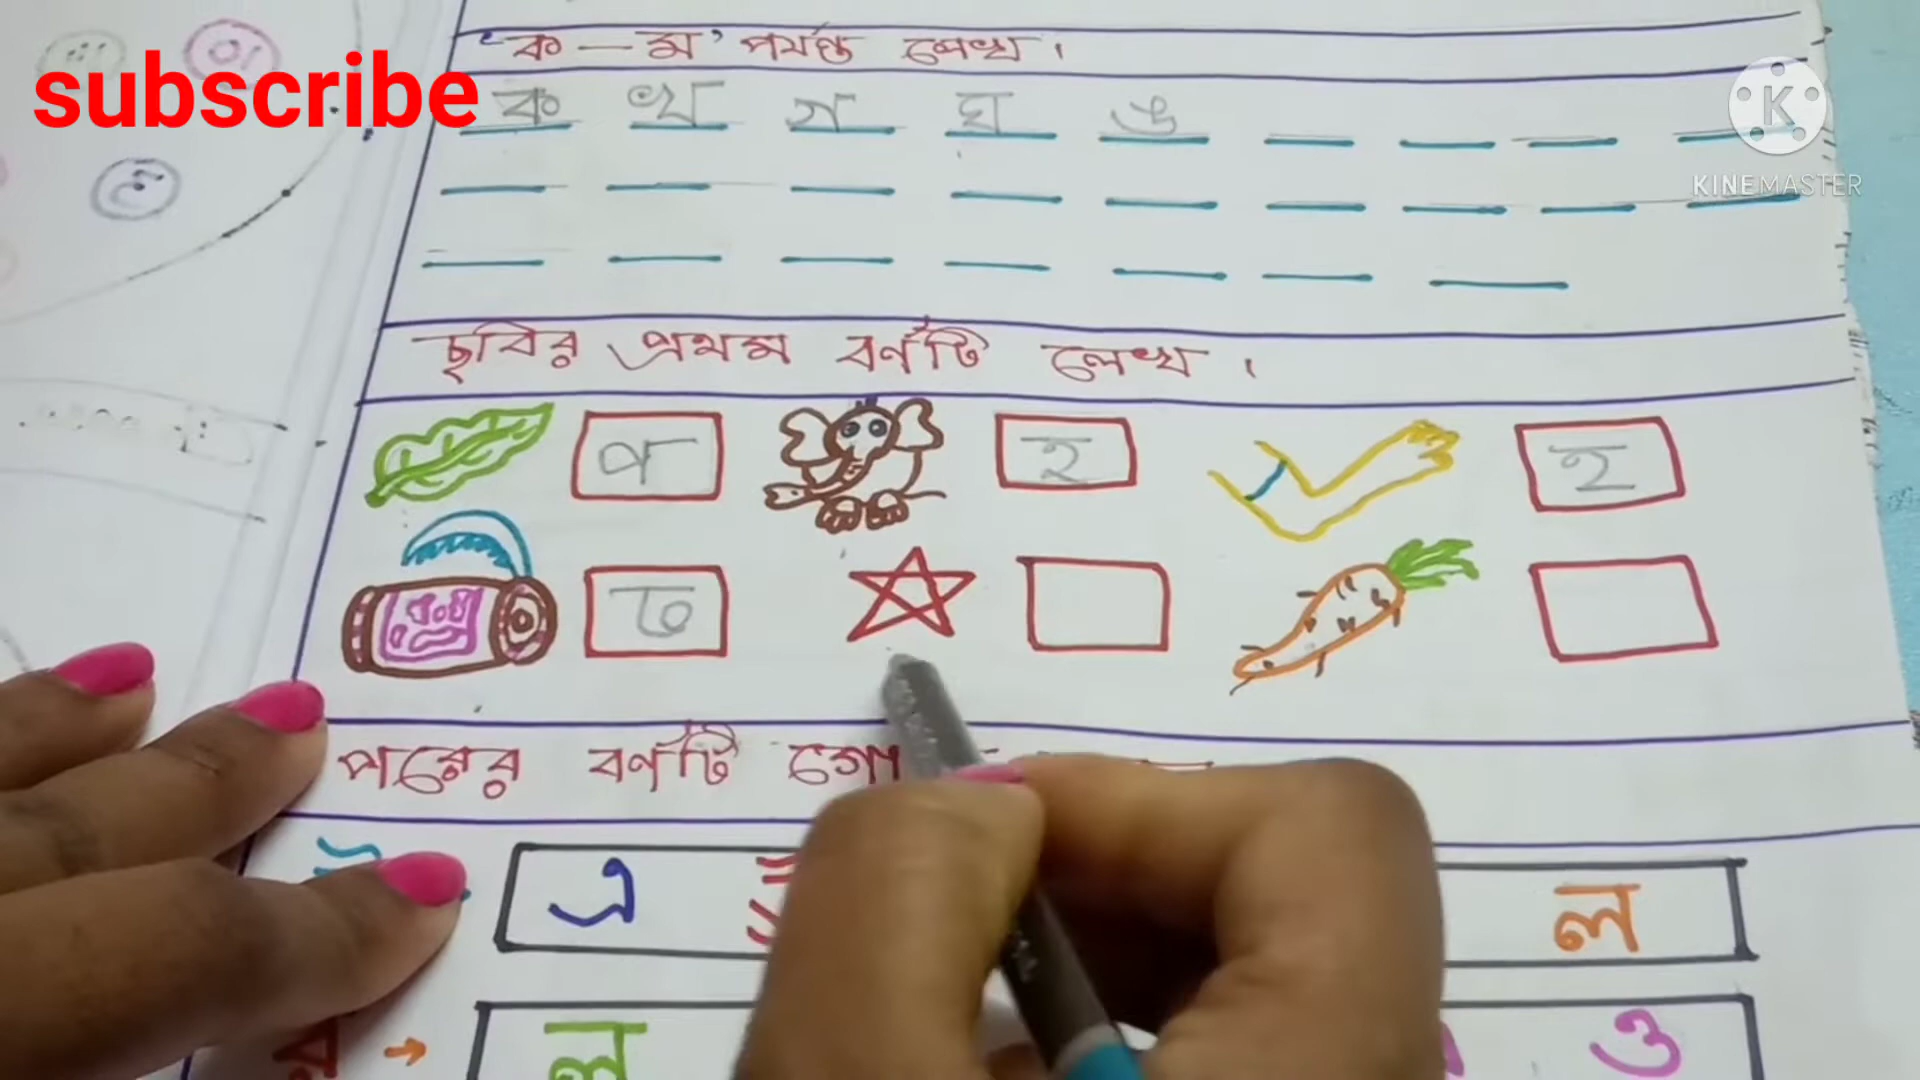 subscribe
'ক – ম' পর্যন্ত লেখ।
ক খ গ ঘ ঙ
KINEMASTER
ছবির প্রথম বর্ণটি লেখ।
প হ হ
ঢ
পরের বর্ণটি গো
এ ল
র → ল ও